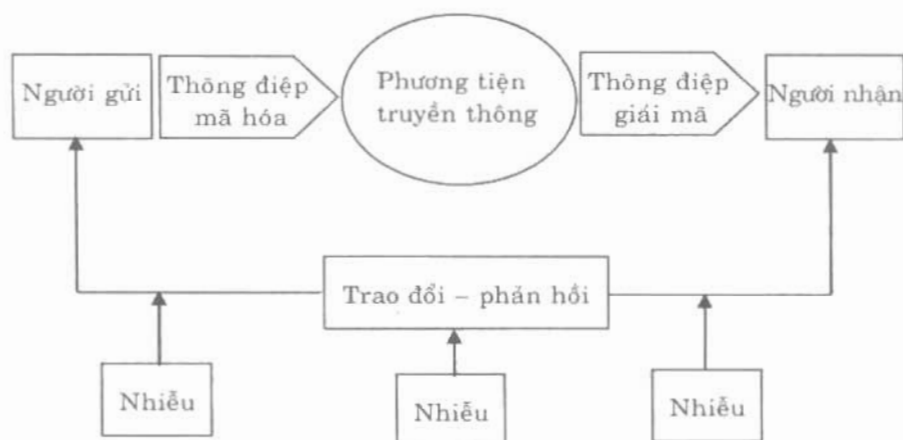 Người gửi
Thông điệp
mã hóa
Phương tiện
truyền thông
Thông điệp
giải mã
Người nhận
Trao đổi – phản hồi
Nhiễu
Nhiễu
Nhiễu